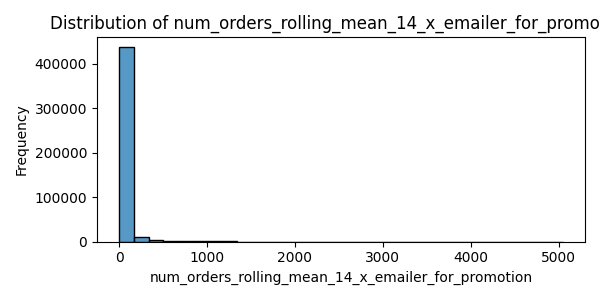 Distribution of num_orders_rolling_mean_14_x_emailer_for_promo
400000
300000
200000
100000
0
Frequency
0 1000 2000 3000 4000 5000
num_orders_rolling_mean_14_x_emailer_for_promotion